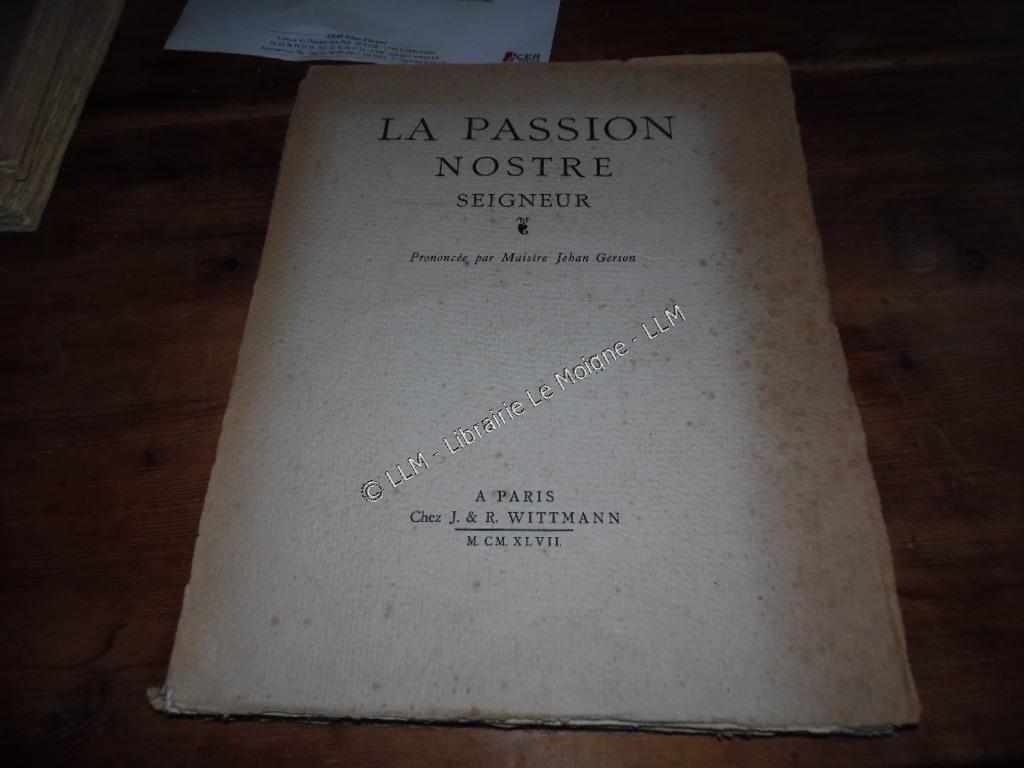 LA PASSION
NOSTRE
SEIGNEUR
Prononcée par Maistre Jehan Gerson
© LLM - Librairie Le Moigne - LLM
A PARIS
Chez J. & R. WITTMANN
M. CM. XLVII.